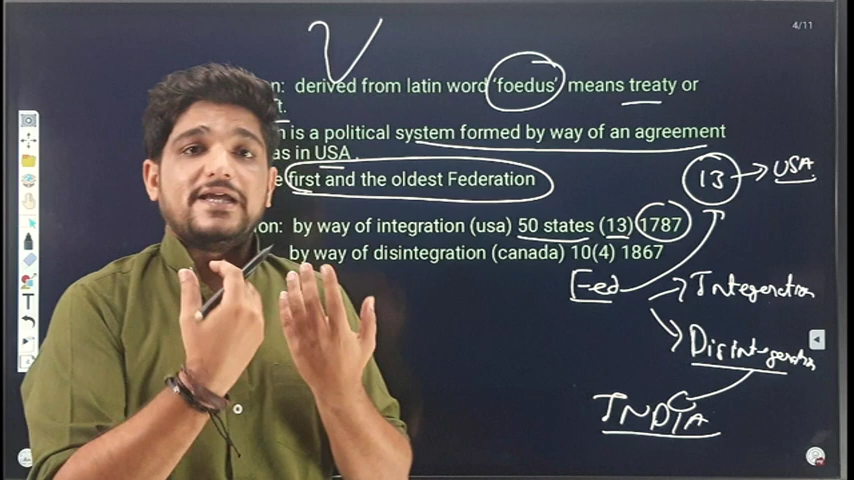 4/11
n: derived from latin word 'foedus' means treaty or
t.
n is a political system formed by way of an agreement
as in USA
e first and the oldest Federation
13 → USA
on: by way of integration (usa) 50 states (13) 1787
by way of disintegration (canada) 10(4) 1867
Fed
Integeration
Disintegeration
INDIA